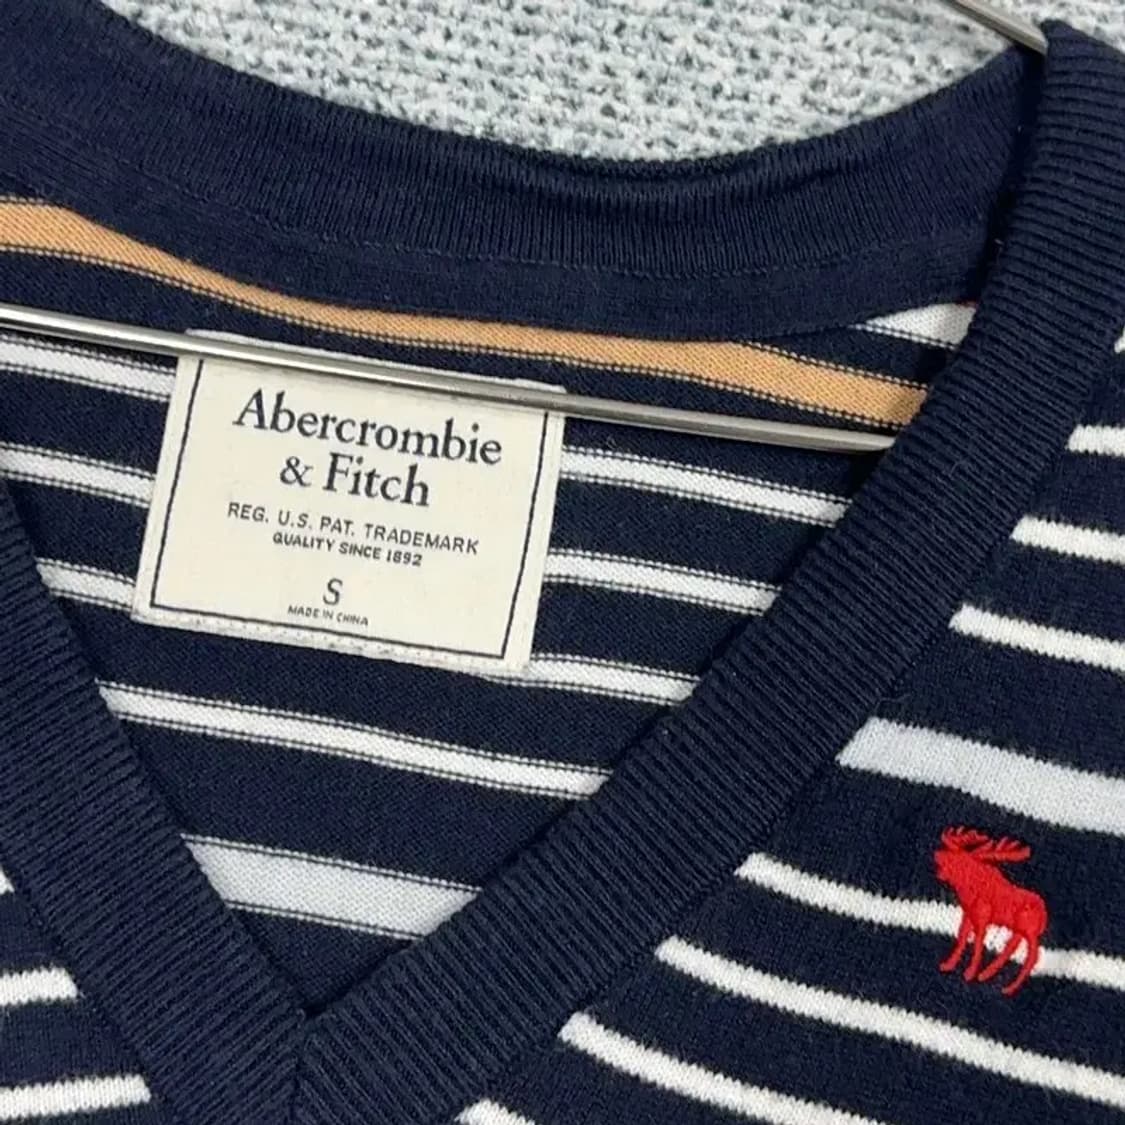 Abercrombie
& Fitch
REG. U.S. PAT. TRADEMARK
QUALITY SINCE 1892
S
MADE IN CHINA